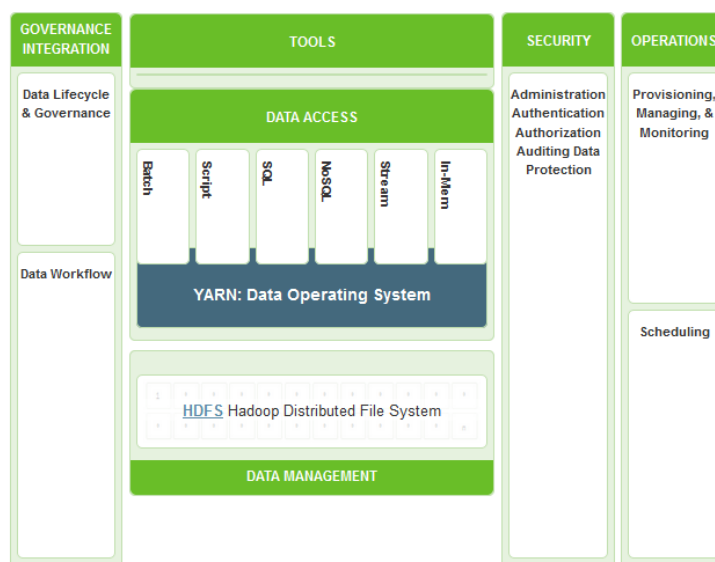 GOVERNANCE
INTEGRATION
Data Lifecycle
& Governance
Data Workflow
TOOLS
DATA ACCESS
Batch
Script
SQL
NoSQL
Stream
In-Mem
YARN: Data Operating System
HDFS Hadoop Distributed File System
DATA MANAGEMENT
SECURITY
Administration
Authentication
Authorization
Auditing Data
Protection
OPERATIONS
Provisioning,
Managing, &
Monitoring
Scheduling